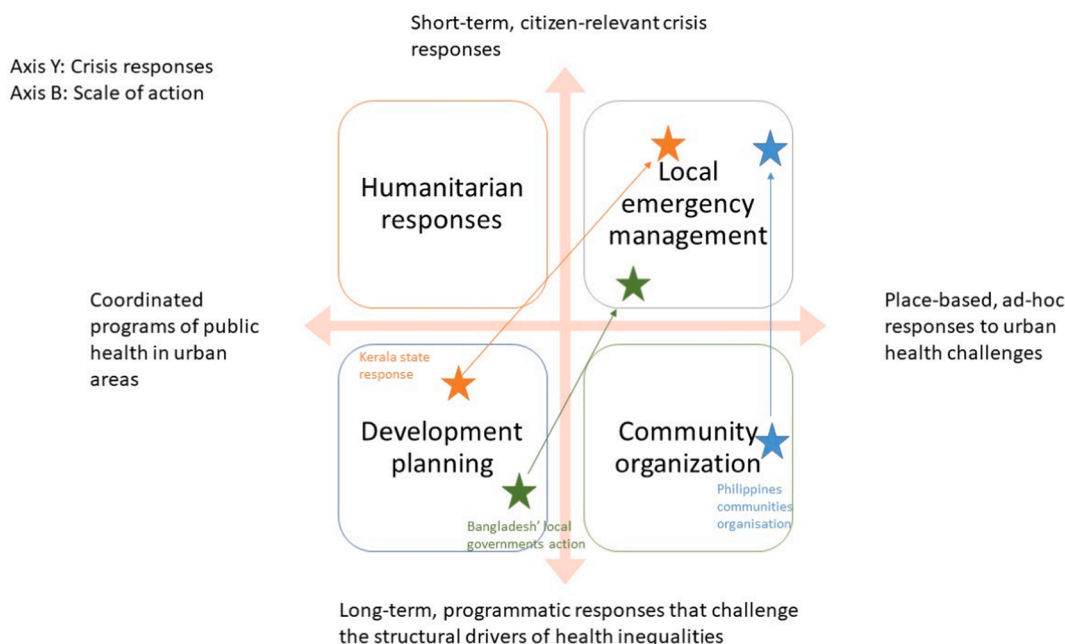 Short-term, citizen-relevant crisis
responses
Axis Y: Crisis responses
Axis B: Scale of action
Humanitarian
responses
Local
emergency
management
Coordinated
programs of public
health in urban
areas
Place-based, ad-hoc
responses to urban
health challenges
Kerala state
response
Development
planning
Community
organization
Bangladesh' local
governments action
Philippines
communities
organisation
Long-term, programmatic responses that challenge
the structural drivers of health inequalities